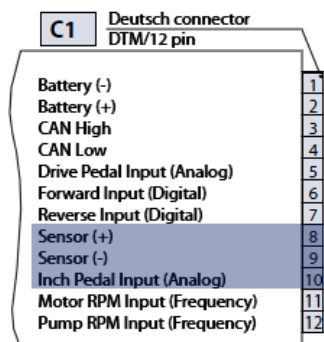 C1
Deutsch connector
DTM/12 pin
Battery (-) 1
Battery (+) 2
CAN High 3
CAN Low 4
Drive Pedal Input (Analog) 5
Forward Input (Digital) 6
Reverse Input (Digital) 7
Sensor (+) 8
Sensor (-) 9
Inch Pedal Input (Analog) 10
Motor RPM Input (Frequency) 11
Pump RPM Input (Frequency) 12